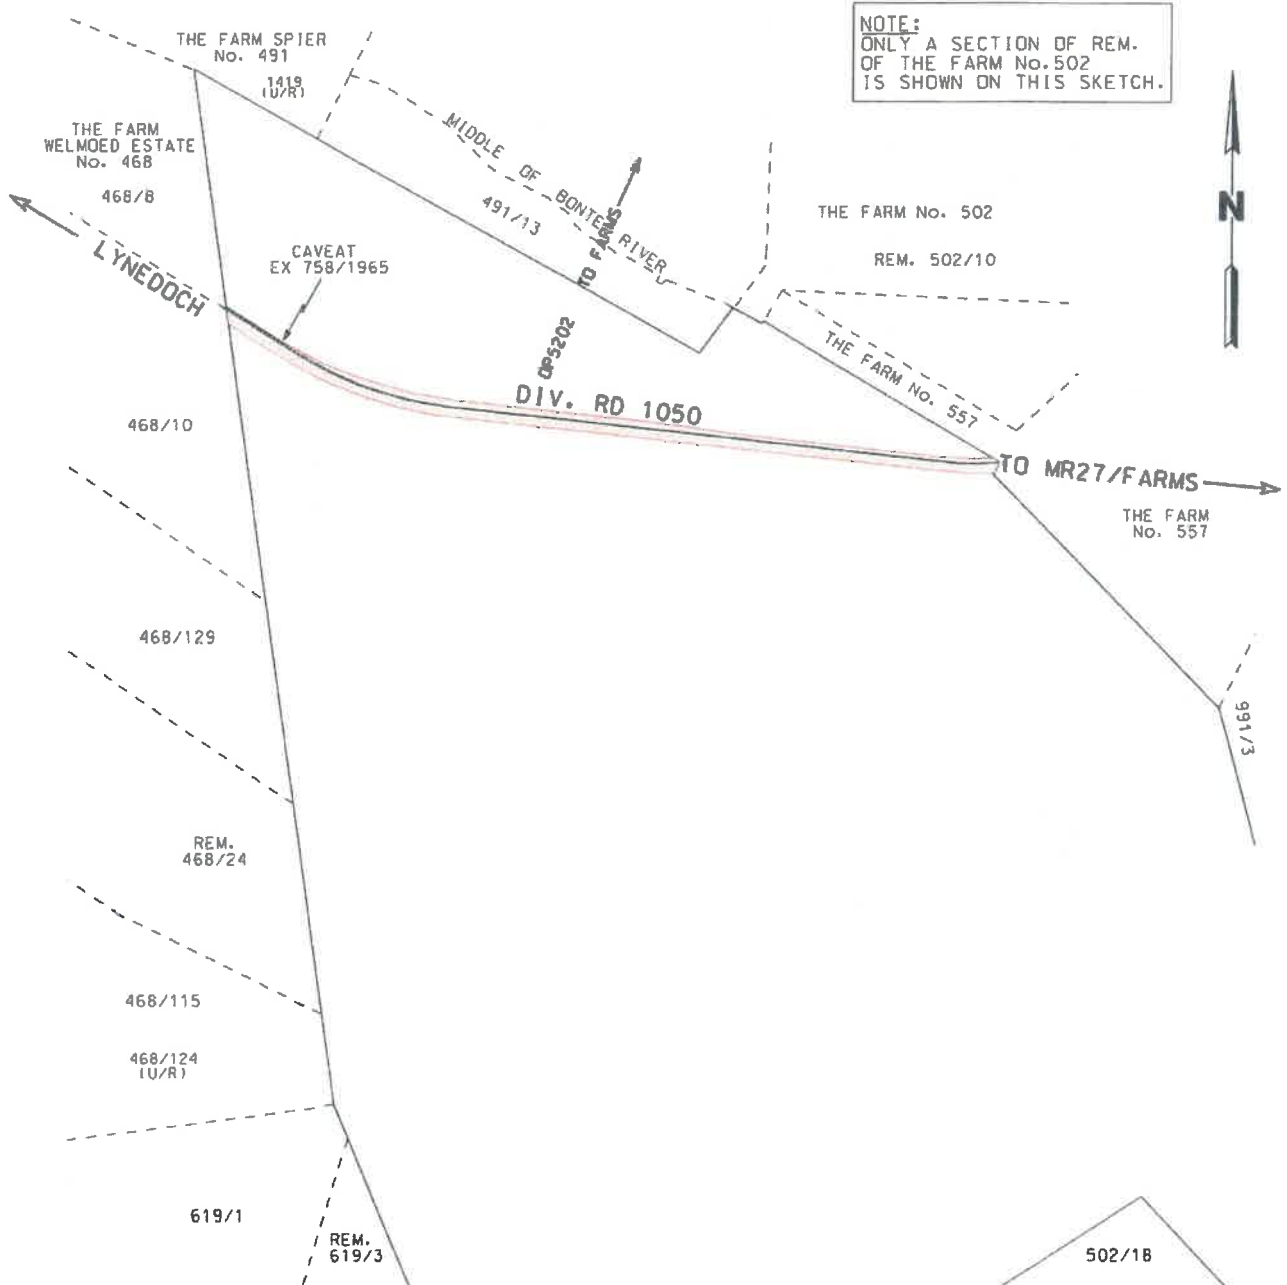 NOTE:
ONLY A SECTION OF REM.
OF THE FARM No.502
IS SHOWN ON THIS SKETCH.
THE FARM SPIER
No. 491
1419
(U/R)
THE FARM
WELMOED ESTATE
No. 468
468/8
MIDDLE OF BONTE RIVER
491/13
TO FARMS
THE FARM No. 502
REM. 502/10
N
LYNEDOCH
CAVEAT
EX 758/1965
OP5202
DIV. RD 1050
THE FARM No. 557
TO MR27/FARMS
THE FARM
No. 557
468/10
468/129
991/3
REM.
468/24
468/115
468/124
(U/R)
619/1
REM.
619/3
502/18